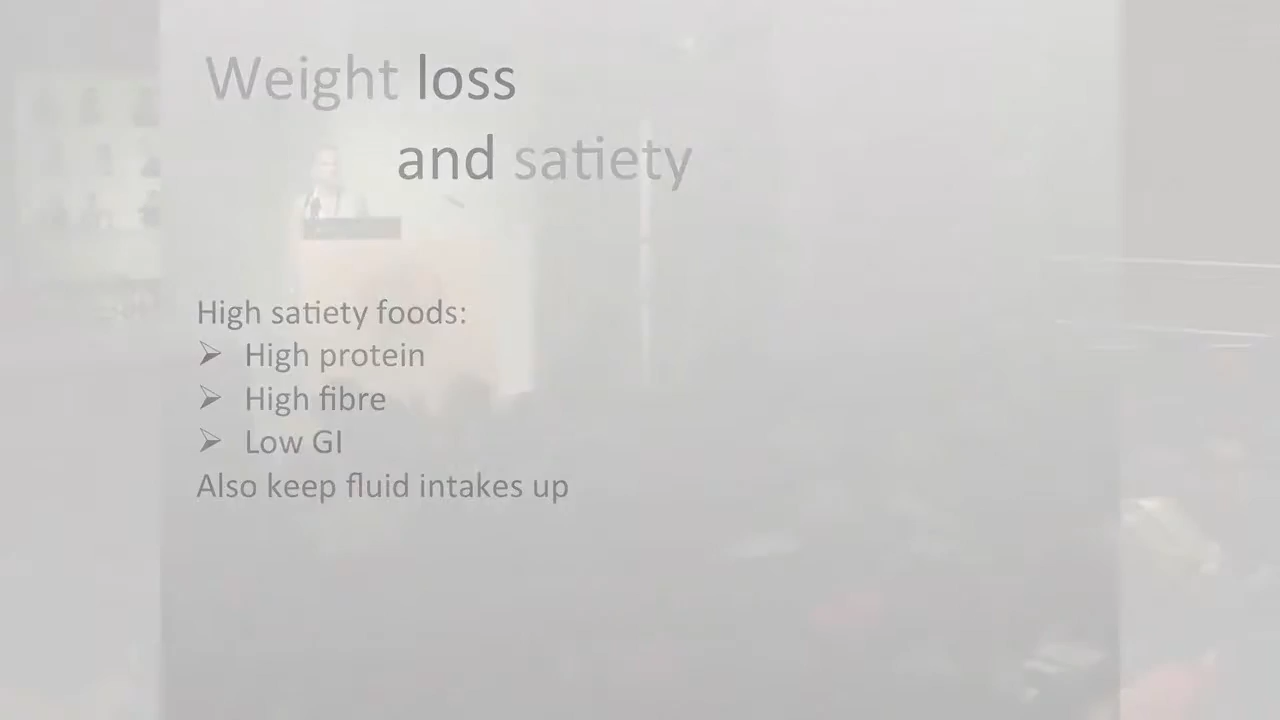 Weight loss
and satiety
High satiety foods:
➢ High protein
➢ High fibre
➢ Low GI
Also keep fluid intakes up